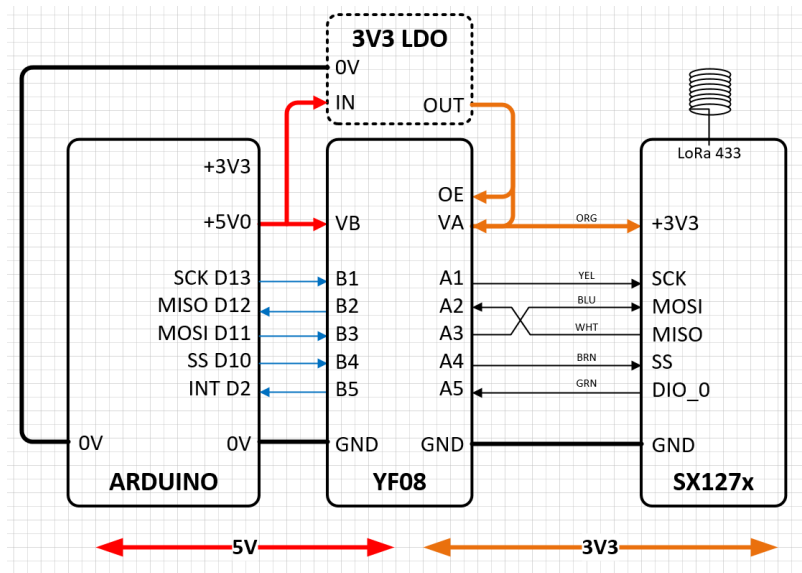 3V3 LDO
0V
IN
OUT
LoRa 433
+3V3
+5V0
SCK D13
MISO D12
MOSI D11
SS D10
INT D2
0V
0V
ARDUINO
OE
VB
VA
B1
A1
B2
A2
B3
A3
B4
A4
B5
A5
GND
GND
YF08
ORG
YEL
BLU
WHT
BRN
GRN
+3V3
SCK
MOSI
MISO
SS
DIO_0
GND
SX127x
5V
3V3